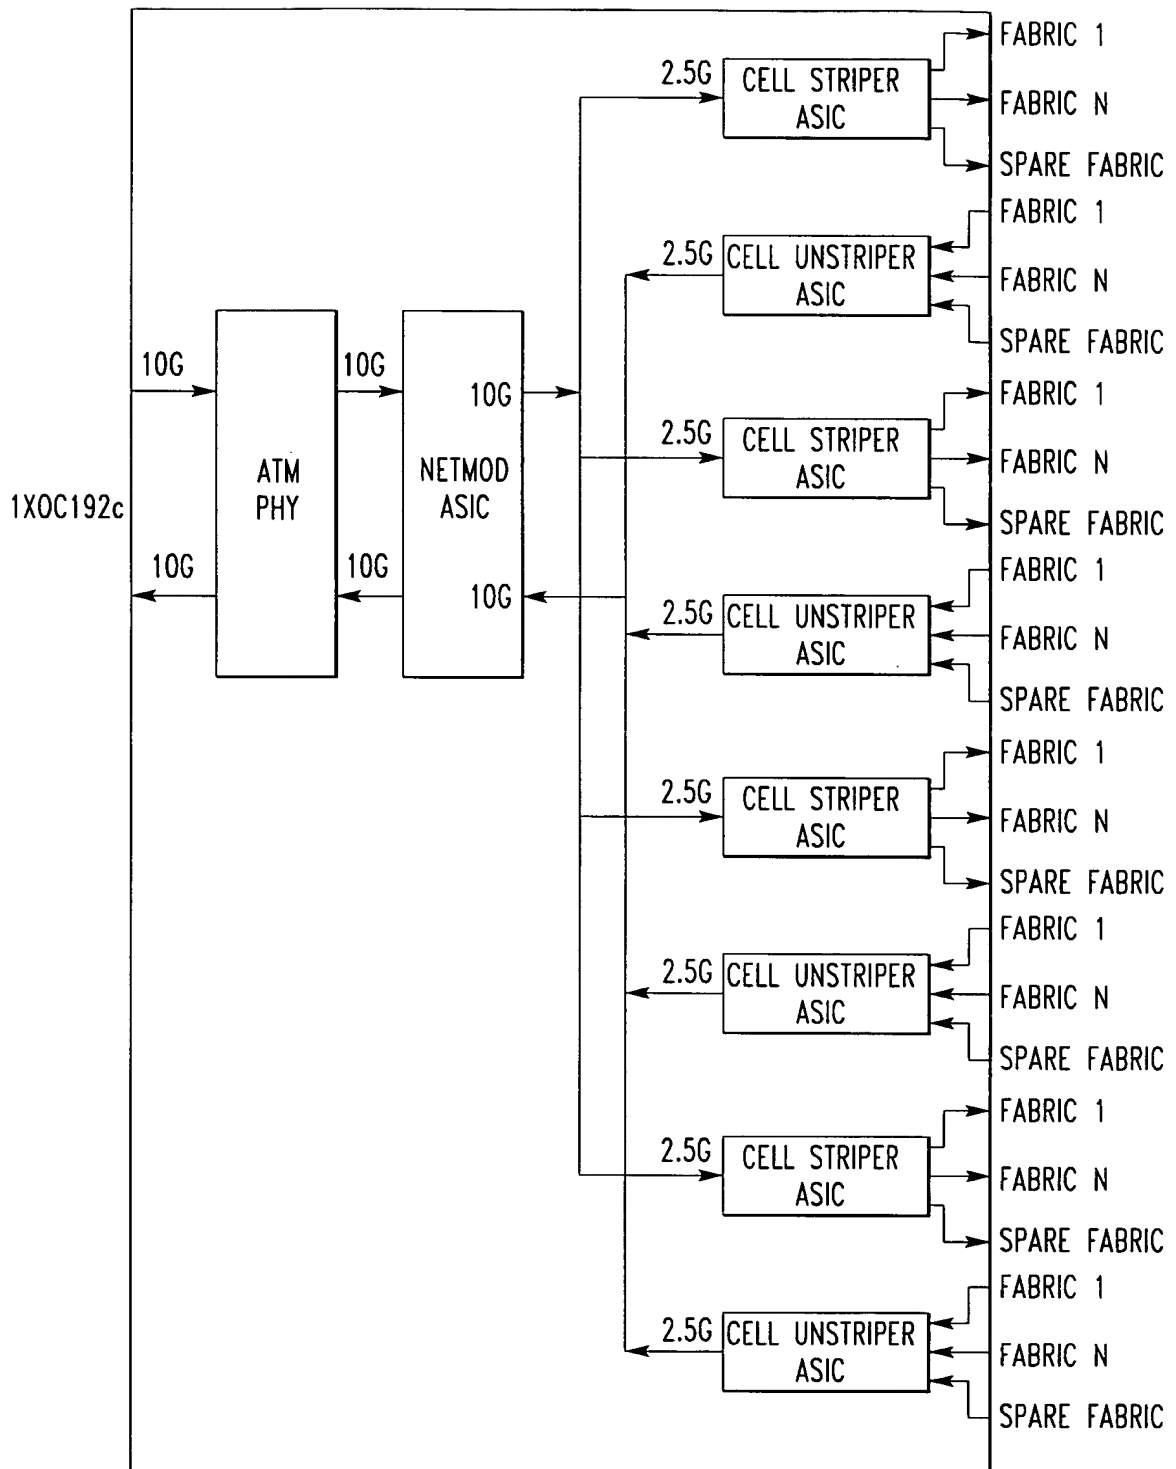 FABRIC 1
2.5G
CELL STRIPER
ASIC
FABRIC N
SPARE FABRIC
FABRIC 1
2.5G
CELL UNSTRIPER
ASIC
FABRIC N
SPARE FABRIC
10G
10G
10G
FABRIC 1
2.5G
CELL STRIPER
ASIC
FABRIC N
ATM
PHY
NETMOD
ASIC
1XOC192c
SPARE FABRIC
10G
10G
10G
FABRIC 1
2.5G
CELL UNSTRIPER
ASIC
FABRIC N
SPARE FABRIC
FABRIC 1
2.5G
CELL STRIPER
ASIC
FABRIC N
SPARE FABRIC
FABRIC 1
2.5G
CELL UNSTRIPER
ASIC
FABRIC N
SPARE FABRIC
FABRIC 1
2.5G
CELL STRIPER
ASIC
FABRIC N
SPARE FABRIC
FABRIC 1
2.5G
CELL UNSTRIPER
ASIC
FABRIC N
SPARE FABRIC